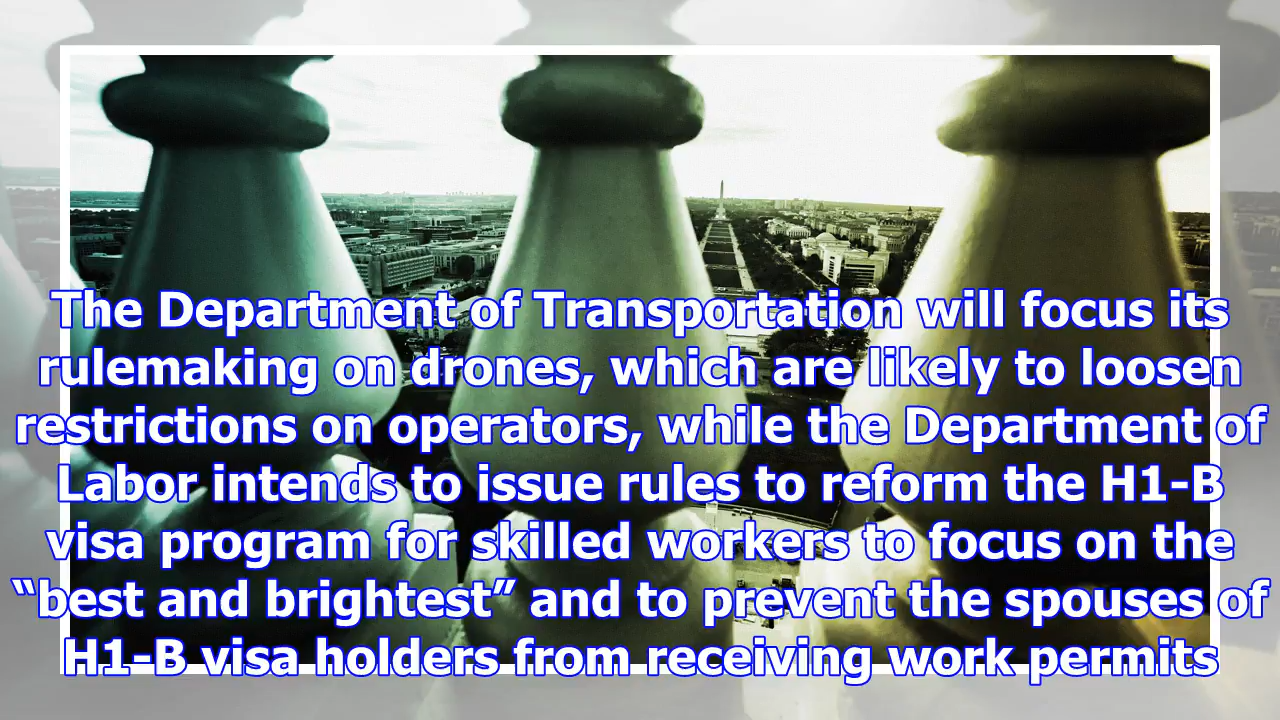 The Department of Transportation will focus its
rulemaking on drones, which are likely to loosen
restrictions on operators, while the Department of
Labor intends to issue rules to reform the H1-B
visa program for skilled workers to focus on the
“best and brightest” and to prevent the spouses of
H1-B visa holders from receiving work permits